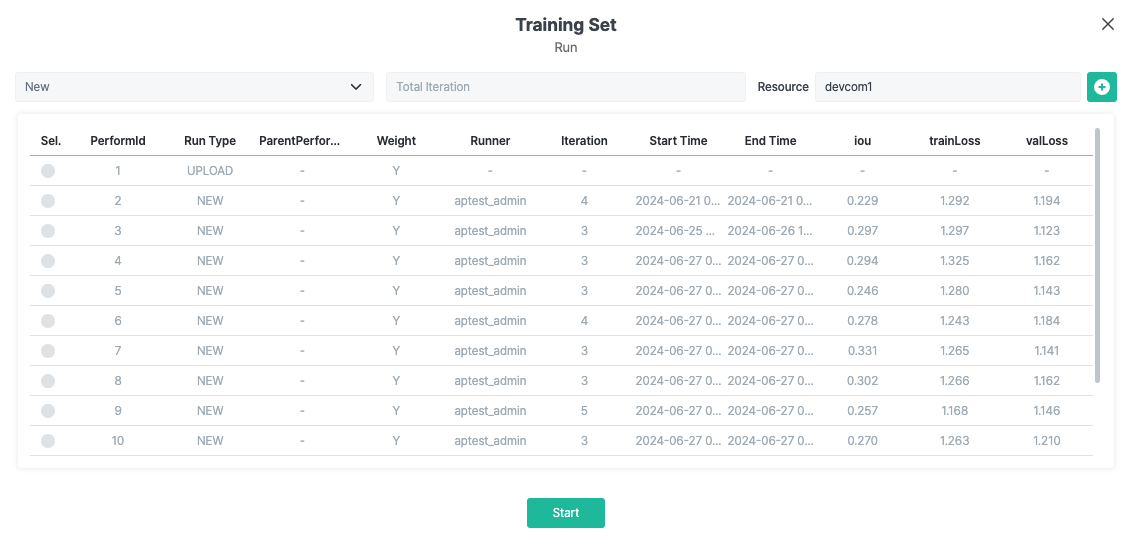 Training Set
Run
New Total Iteration Resource devcom1
Sel. PerformId Run Type ParentPerfor... Weight Runner Iteration Start Time End Time iou trainLoss valLoss
1 UPLOAD - Y - - - - - - -
2 NEW - Y aptest_admin 4 2024-06-21 0... 2024-06-21 0... 0.229 1.292 1.194
3 NEW - Y aptest_admin 3 2024-06-25 ... 2024-06-26 1... 0.297 1.297 1.123
4 NEW - Y aptest_admin 3 2024-06-27 0... 2024-06-27 0... 0.294 1.325 1.162
5 NEW - Y aptest_admin 3 2024-06-27 0... 2024-06-27 0... 0.246 1.280 1.143
6 NEW - Y aptest_admin 4 2024-06-27 0... 2024-06-27 0... 0.278 1.243 1.184
7 NEW - Y aptest_admin 3 2024-06-27 0... 2024-06-27 0... 0.331 1.265 1.141
8 NEW - Y aptest_admin 3 2024-06-27 0... 2024-06-27 0... 0.302 1.266 1.162
9 NEW - Y aptest_admin 5 2024-06-27 0... 2024-06-27 0... 0.257 1.168 1.146
10 NEW - Y aptest_admin 3 2024-06-27 0... 2024-06-27 0... 0.270 1.263 1.210
Start